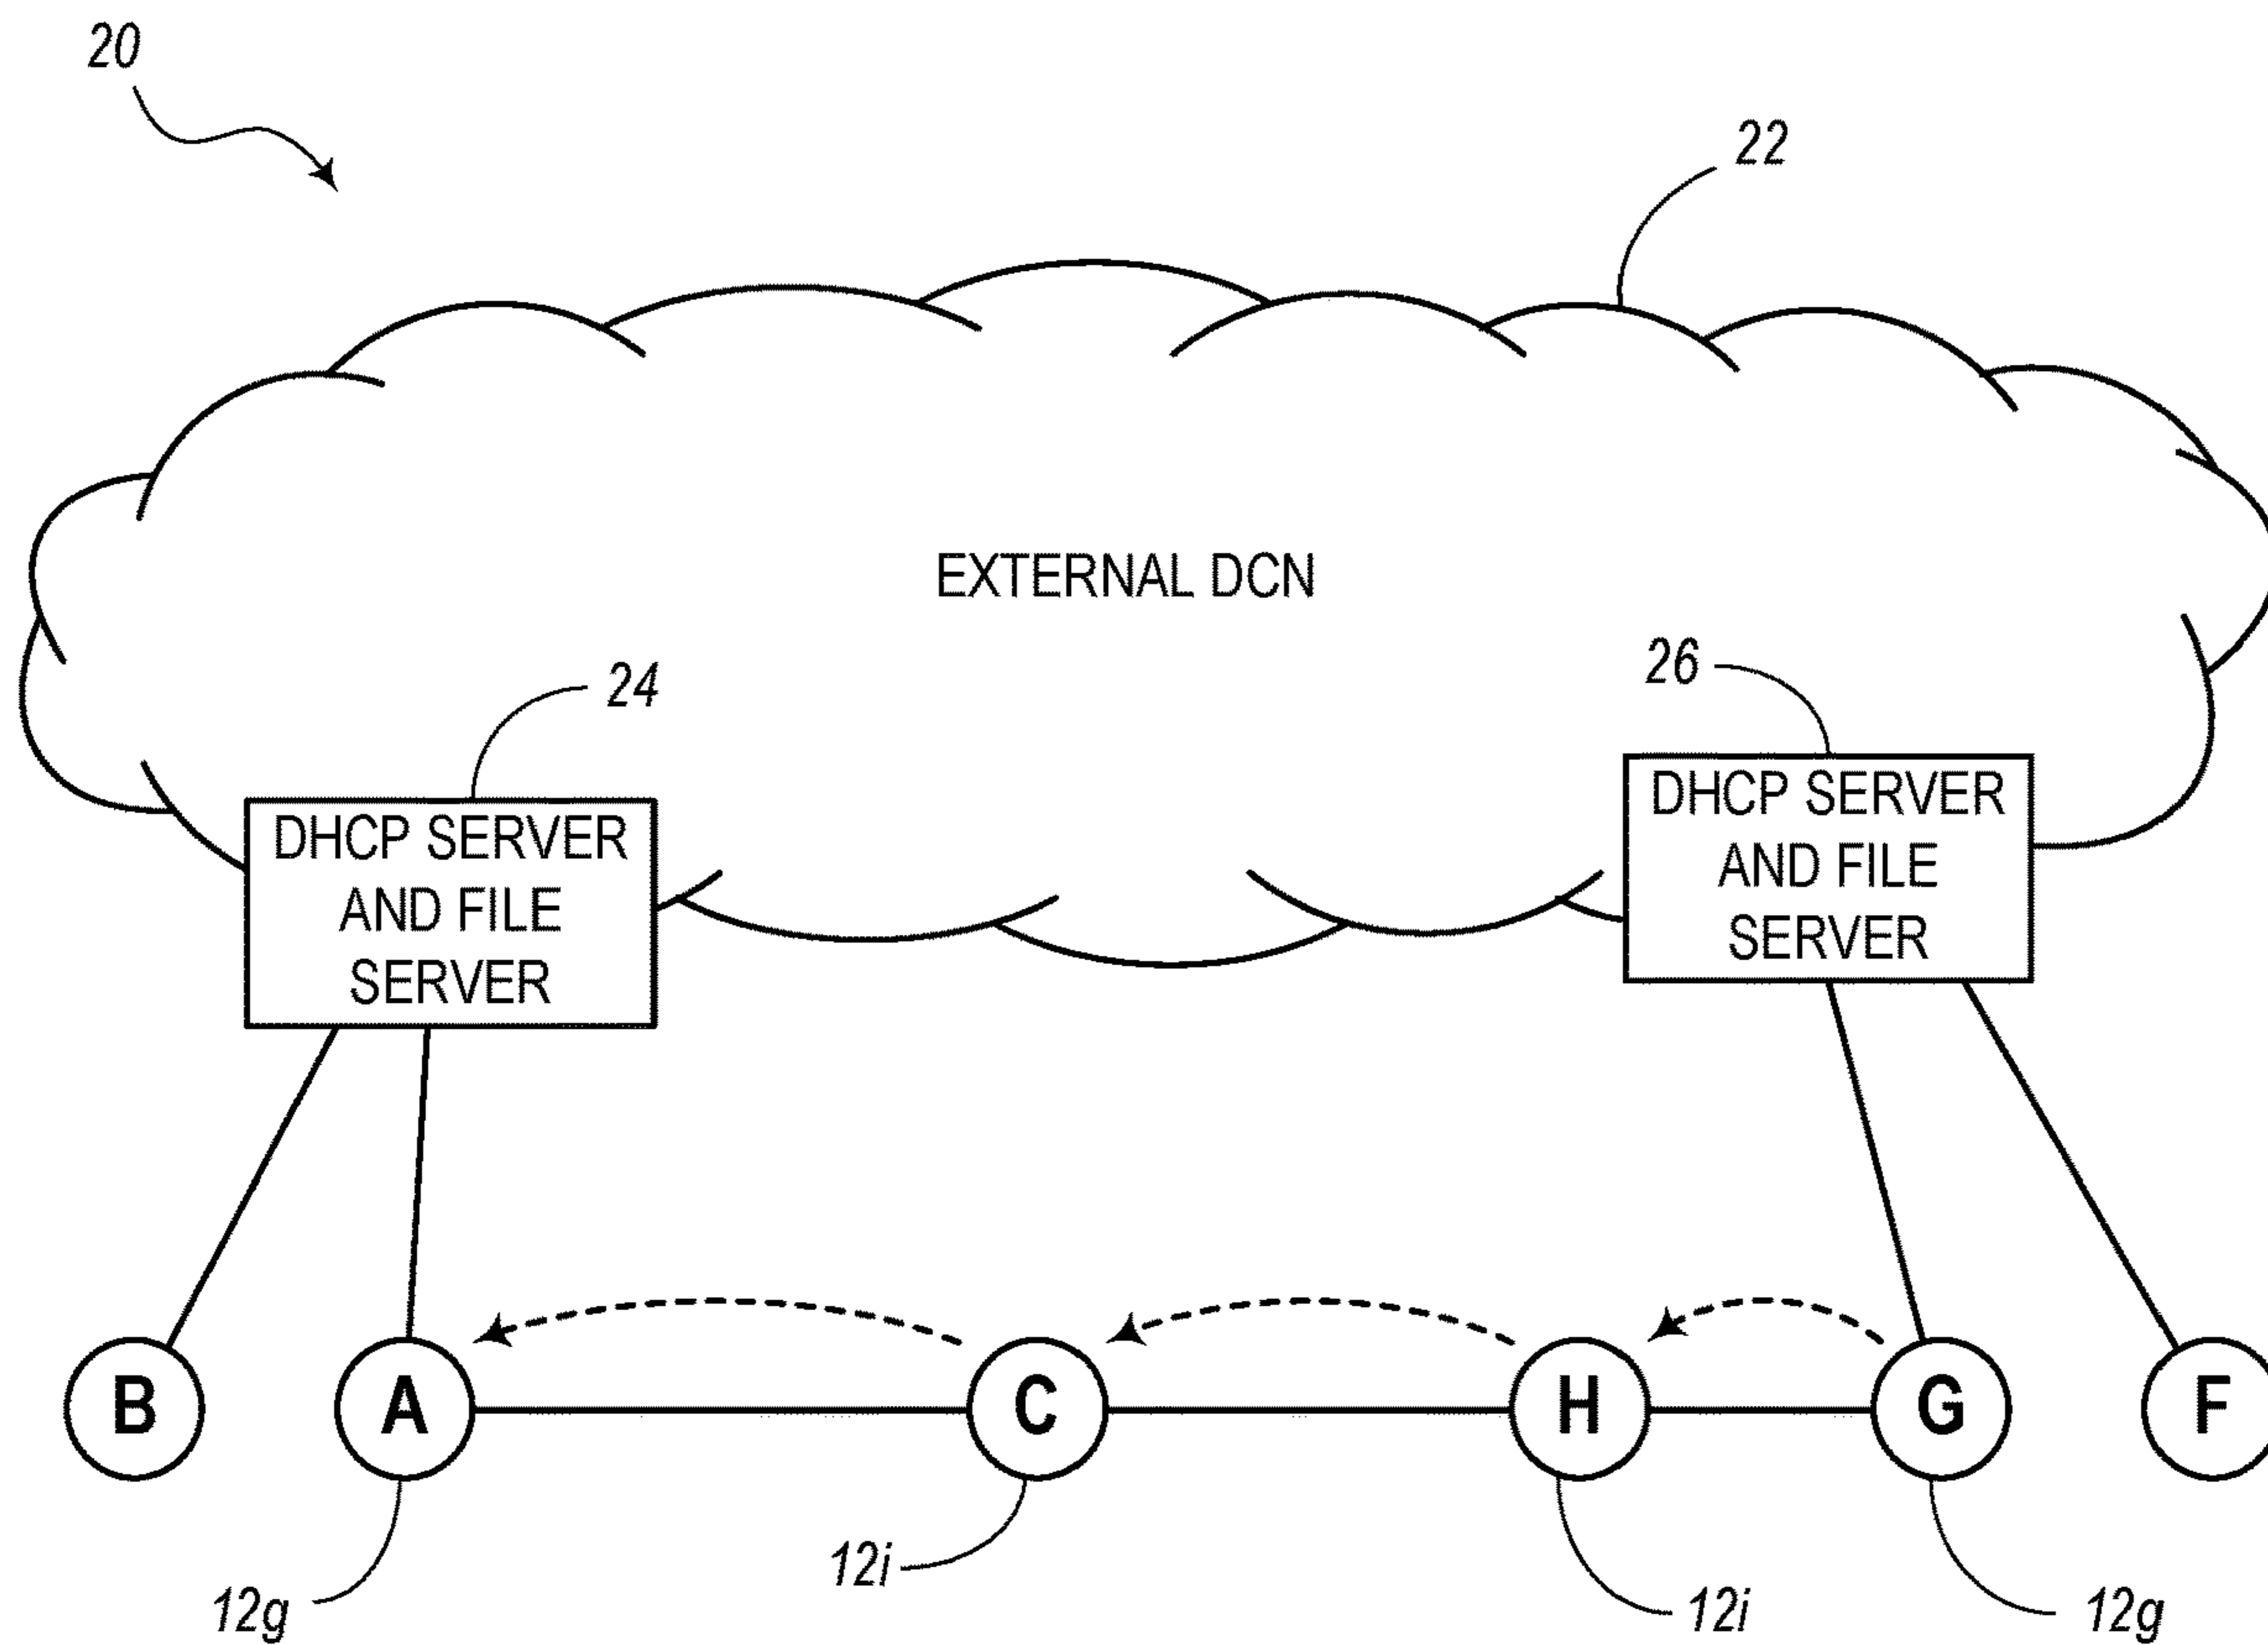 20
22
EXTERNAL DCN
24
26
DHCP SERVER
AND FILE
SERVER
DHCP SERVER
AND FILE
SERVER
B
A
C
H
G
F
12g
12i
12i
12g